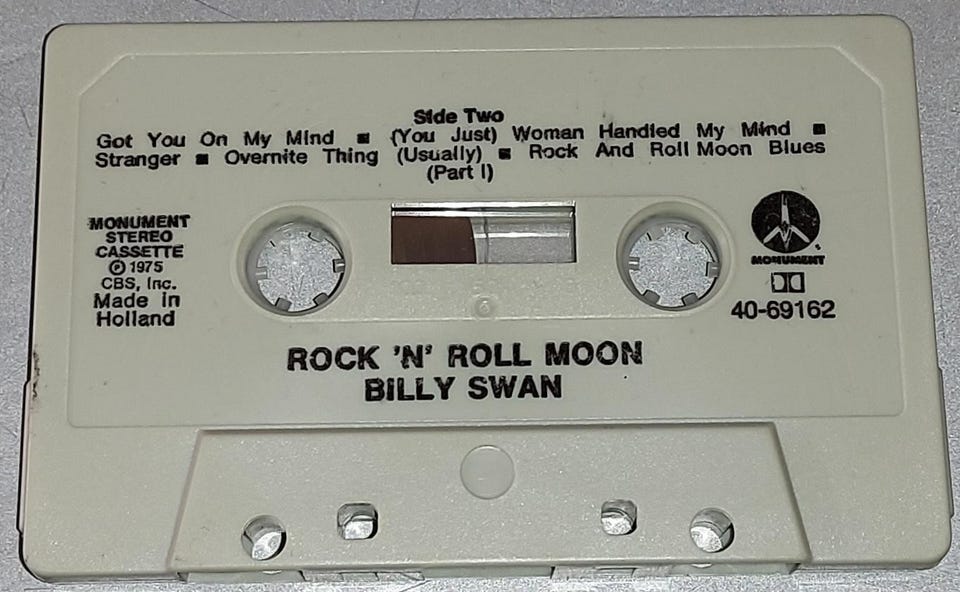 Side Two
Got You On My Mind ■ (You Just) Woman Handled My Mind ■
Stranger ■ Overnite Thing (Usually) ■ Rock And Roll Moon Blues
(Part I)
MONUMENT
STEREO
CASSETTE
℗ 1975
CBS, Inc.
Made in
Holland
MONUMENT
40-69162
ROCK 'N' ROLL MOON
BILLY SWAN